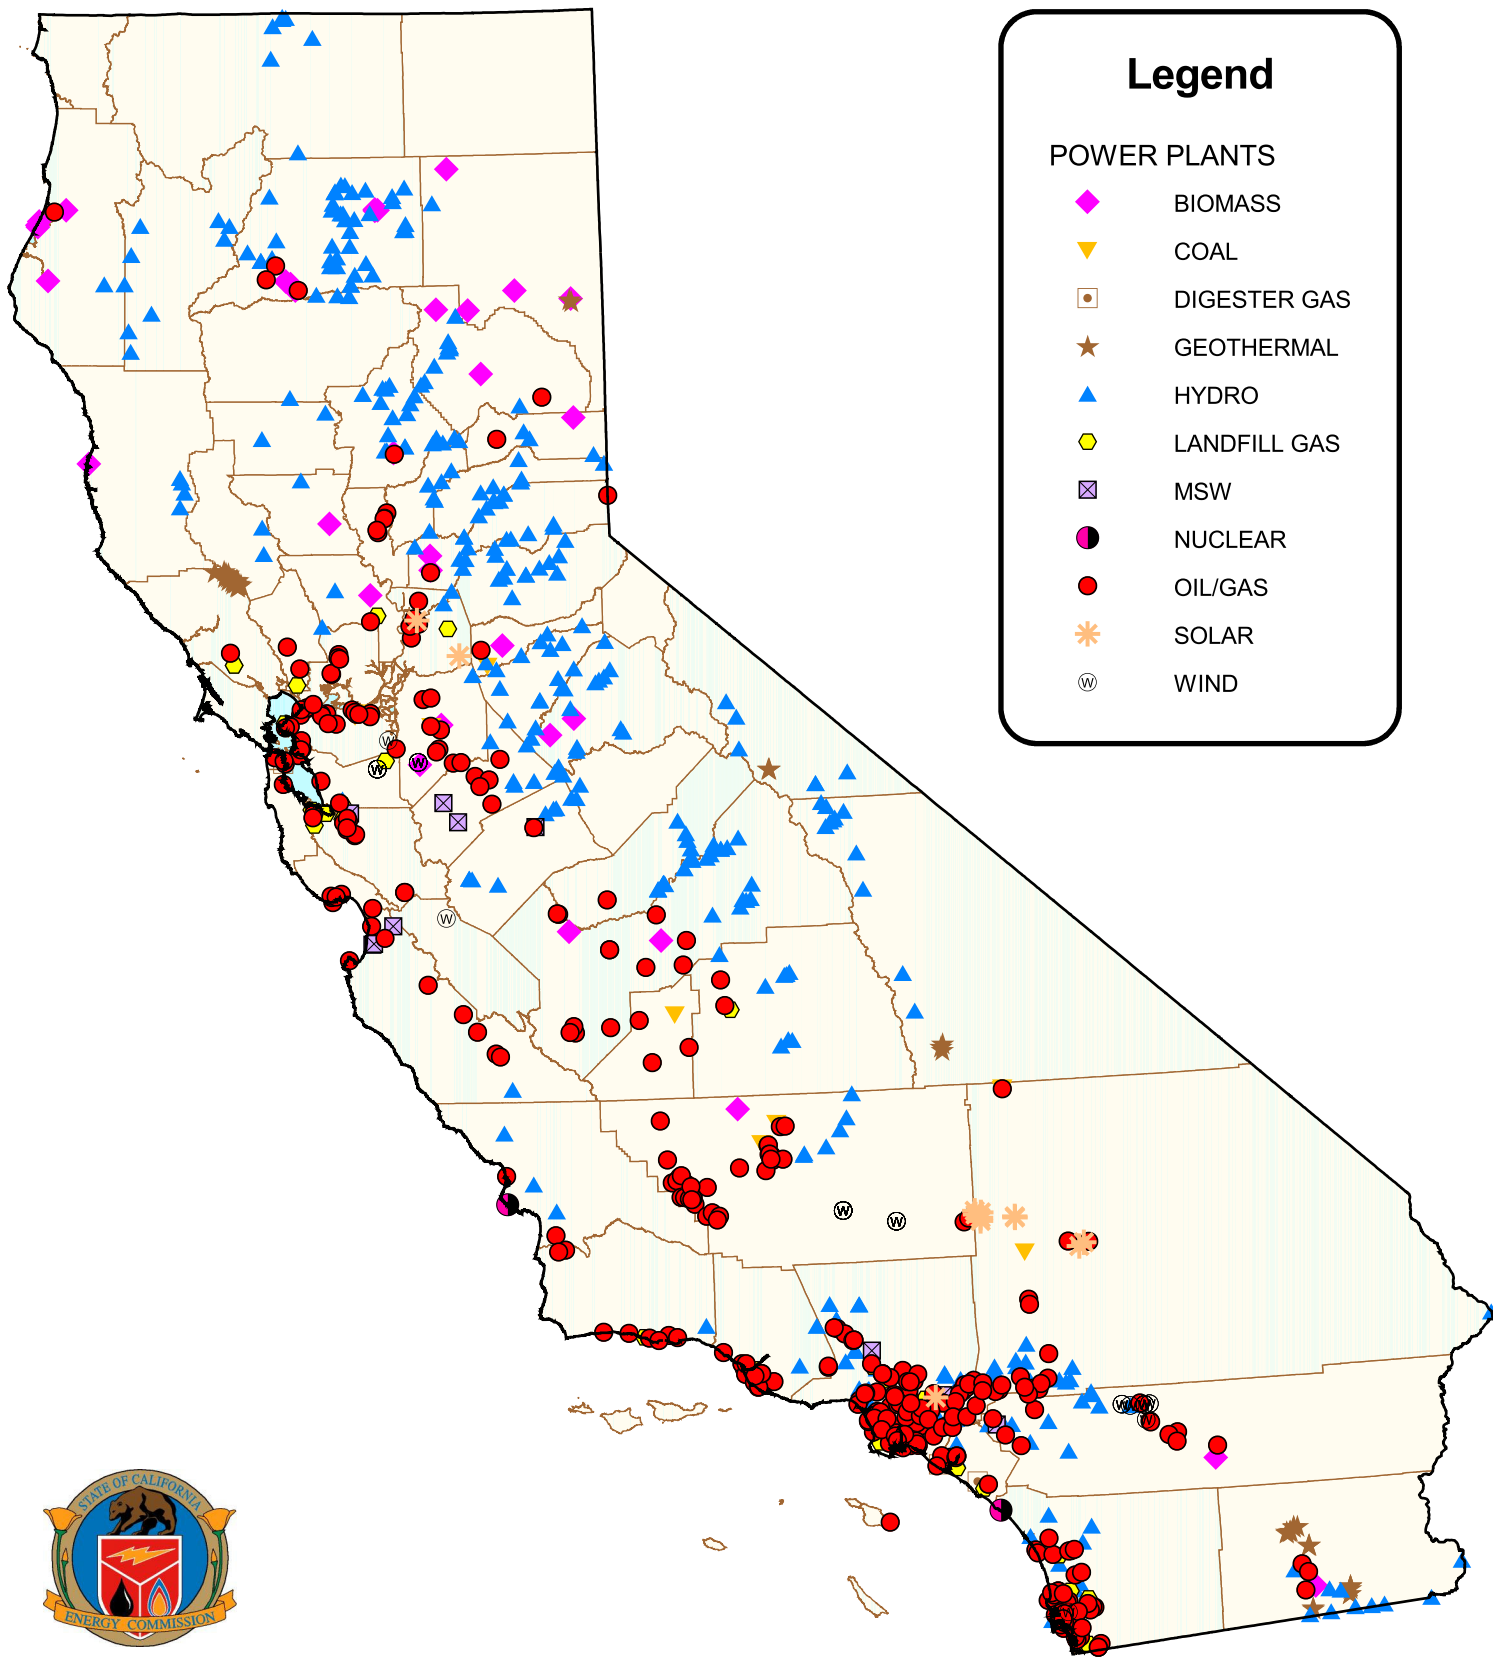 Legend
POWER PLANTS
BIOMASS
COAL
DIGESTER GAS
GEOTHERMAL
HYDRO
LANDFILL GAS
MSW
NUCLEAR
OIL/GAS
SOLAR
W WIND
W
W
W
W
W
W
W
W
W
W
STATE OF CALIFORNIA
ENERGY COMMISSION